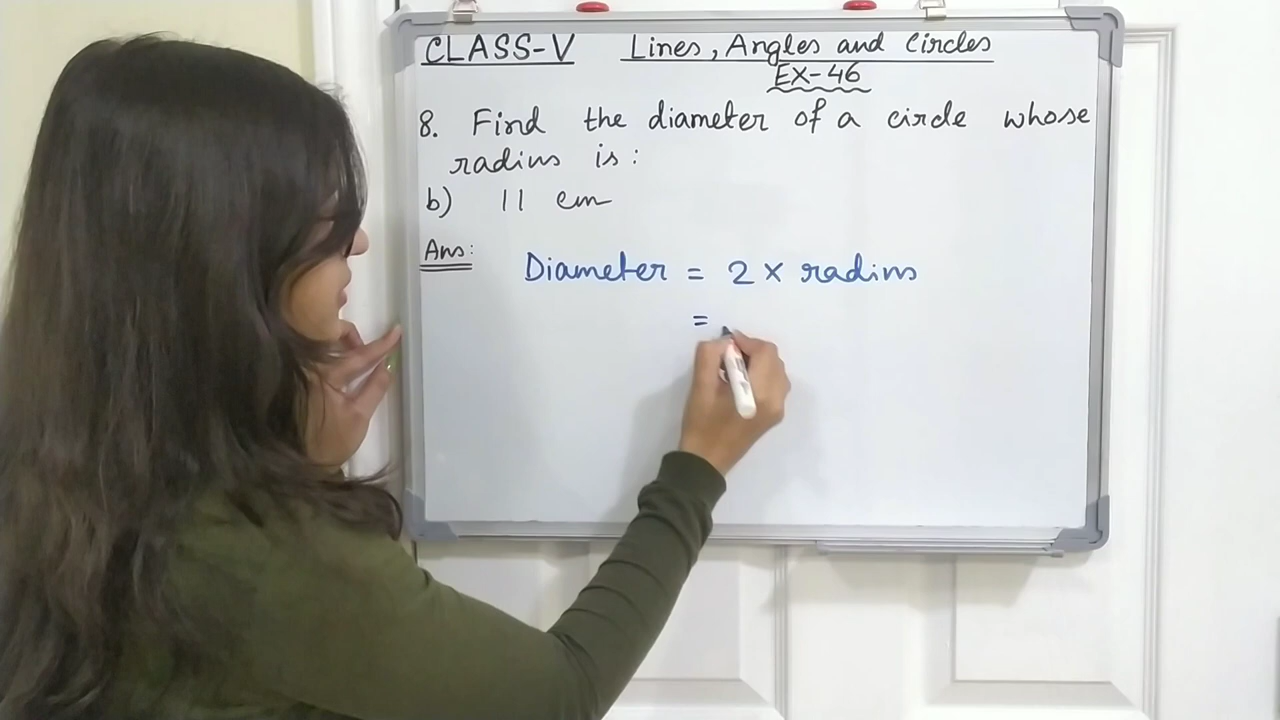 CLASS-V Lines, Angles and Circles
EX-46
8. Find the diameter of a circle whose
radius is:
b) 11 cm
Ans:
Diameter = 2 × radius
=